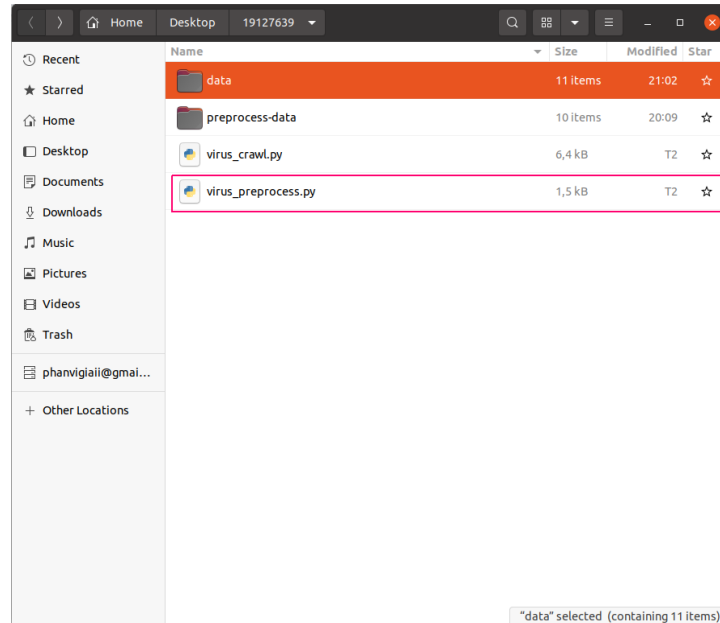 Home Desktop 19127639
Name Size Modified Star
Recent
Starred
Home
Desktop
Documents
Downloads
Music
Pictures
Videos
Trash
phanvigiaii@gmai...
+ Other Locations
data 11 items 21:02
preprocess-data 10 items 20:09
virus_crawl.py 6,4 kB T2
virus_preprocess.py 1,5 kB T2
"data" selected (containing 11 items)